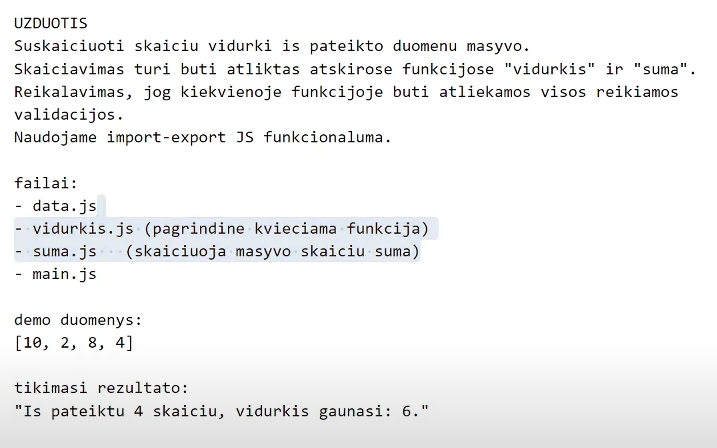 UZDUOTIS
Suskaiciuoti skaiciu vidurki is pateikto duomenu masyvo.
Skaiciavimas turi buti atliktas atskirose funkcijose "vidurkis" ir "suma".
Reikalavimas, jog kiekvienoje funkcijoje buti atliekamos visos reikiamos
validacijos.
Naudojame import-export JS funkcionaluma.
failai:
- data.js
- vidurkis.js (pagrindine kvieciama funkcija)
- suma.js   (skaiciuoja masyvo skaiciu suma)
- main.js
demo duomenys:
[10, 2, 8, 4]
tikimasi rezultato:
"Is pateiktu 4 skaiciu, vidurkis gaunasi: 6."